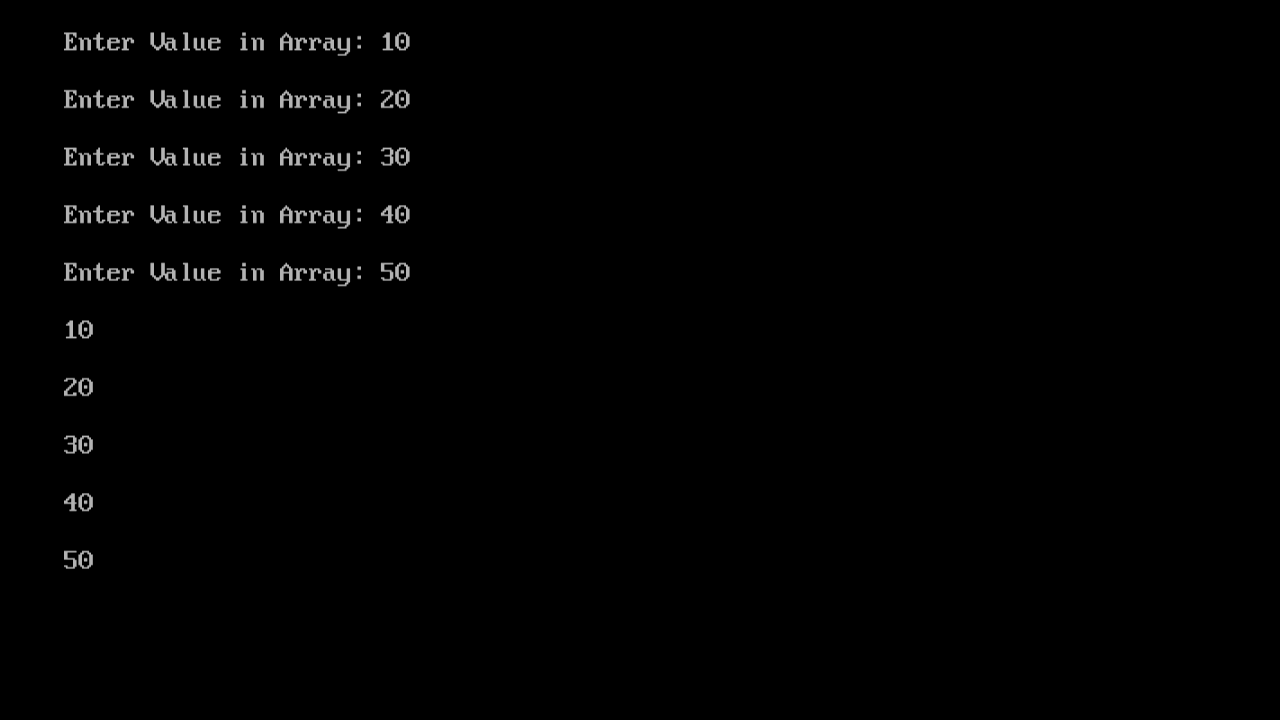 Enter Value in Array: 10
Enter Value in Array: 20
Enter Value in Array: 30
Enter Value in Array: 40
Enter Value in Array: 50
10
20
30
40
50